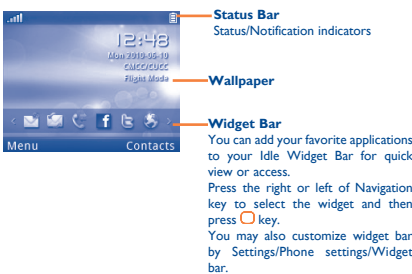 12:48
Mon 2010-05-10
CMCC/CUCC
Flight Mode
Menu
Contacts
Status Bar
Status/Notification indicators
Wallpaper
Widget Bar
You can add your favorite applications
to your Idle Widget Bar for quick
view or access.
Press the right or left of Navigation
key to select the widget and then
press key.
You may also customize widget bar
by Settings/Phone settings/Widget
bar.